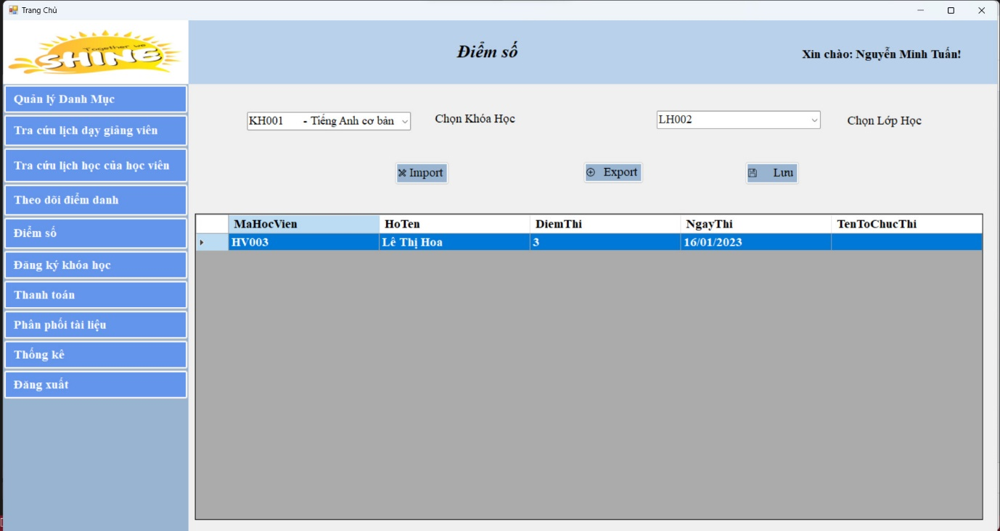 Trang Chủ
Together we
SHINE
Điểm số
Xin chào: Nguyễn Minh Tuấn!
Quản lý Danh Mục
Tra cứu lịch dạy giảng viên
Tra cứu lịch học của học viên
Theo dõi điểm danh
Điểm số
Đăng ký khóa học
Thanh toán
Phân phối tài liệu
Thống kê
Đăng xuất
KH001 - Tiếng Anh cơ bản
Chọn Khóa Học
LH002
Chọn Lớp Học
Import
Export
Lưu
MaHocVien HoTen DiemThi NgayThi TenToChucThi
HV003 Lê Thị Hoa 3 16/01/2023